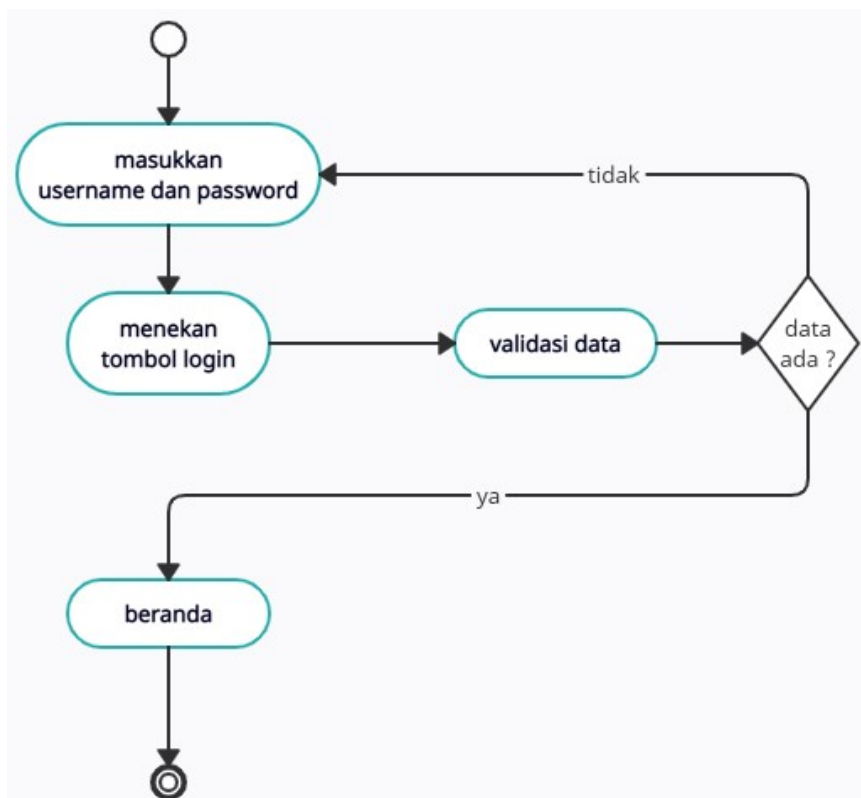 masukkan
username dan password
tidak
menekan
tombol login
validasi data
data
ada ?
ya
beranda